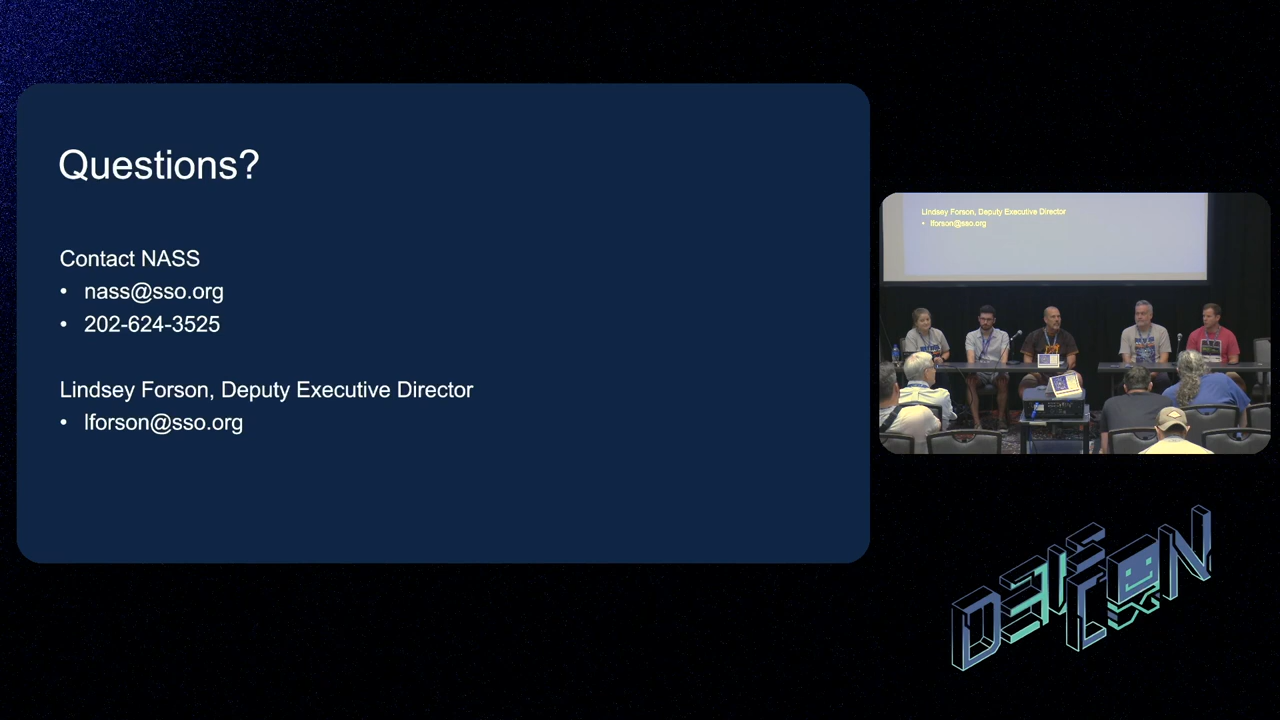 Questions?
Contact NASS
• nass@sso.org
• 202-624-3525
Lindsey Forson, Deputy Executive Director
• lforson@sso.org
Lindsey Forson, Deputy Executive Director
• lforson@sso.org
DEF CON